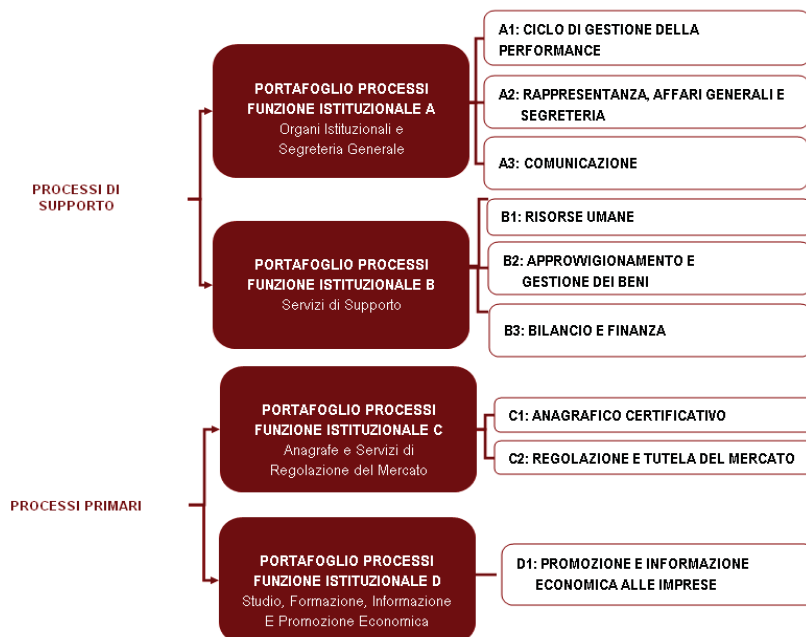 PROCESSI DI
SUPPORTO
PORTAFOGLIO PROCESSI
FUNZIONE ISTITUZIONALE A
Organi Istituzionali e
Segreteria Generale
A1: CICLO DI GESTIONE DELLA
PERFORMANCE
A2: RAPPRESENTANZA, AFFARI GENERALI E
SEGRETERIA
A3: COMUNICAZIONE
PORTAFOGLIO PROCESSI
FUNZIONE ISTITUZIONALE B
Servizi di Supporto
B1: RISORSE UMANE
B2: APPROVVIGIONAMENTO E
GESTIONE DEI BENI
B3: BILANCIO E FINANZA
PROCESSI PRIMARI
PORTAFOGLIO PROCESSI
FUNZIONE ISTITUZIONALE C
Anagrafe e Servizi di
Regolazione del Mercato
C1: ANAGRAFICO CERTIFICATIVO
C2: REGOLAZIONE E TUTELA DEL MERCATO
PORTAFOGLIO PROCESSI
FUNZIONE ISTITUZIONALE D
Studio, Formazione, Informazione
E Promozione Economica
D1: PROMOZIONE E INFORMAZIONE
ECONOMICA ALLE IMPRESE